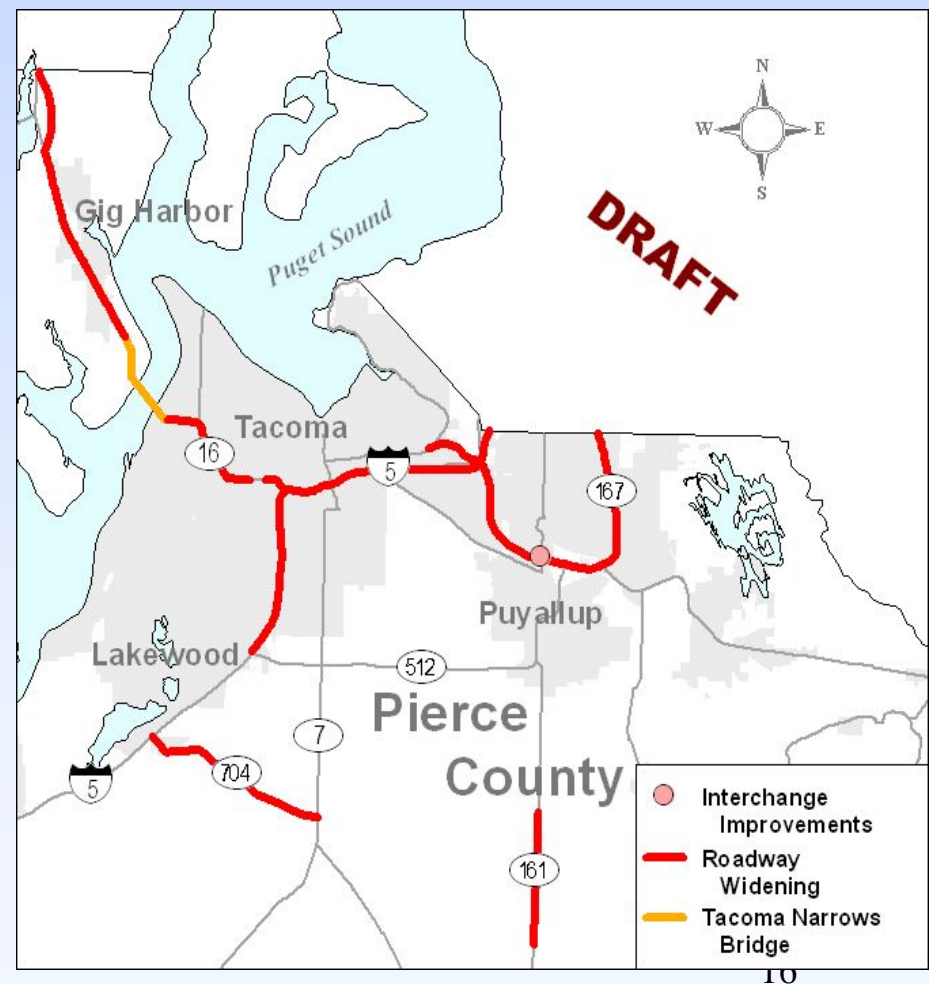 N
W
E
S
Gig Harbor
Puget Sound
DRAFT
Tacoma
16
5
167
Puyallup
Lakewood
512
Pierce
County
7
704
5
161
Interchange
Improvements
Roadway
Widening
Tacoma Narrows
Bridge
16